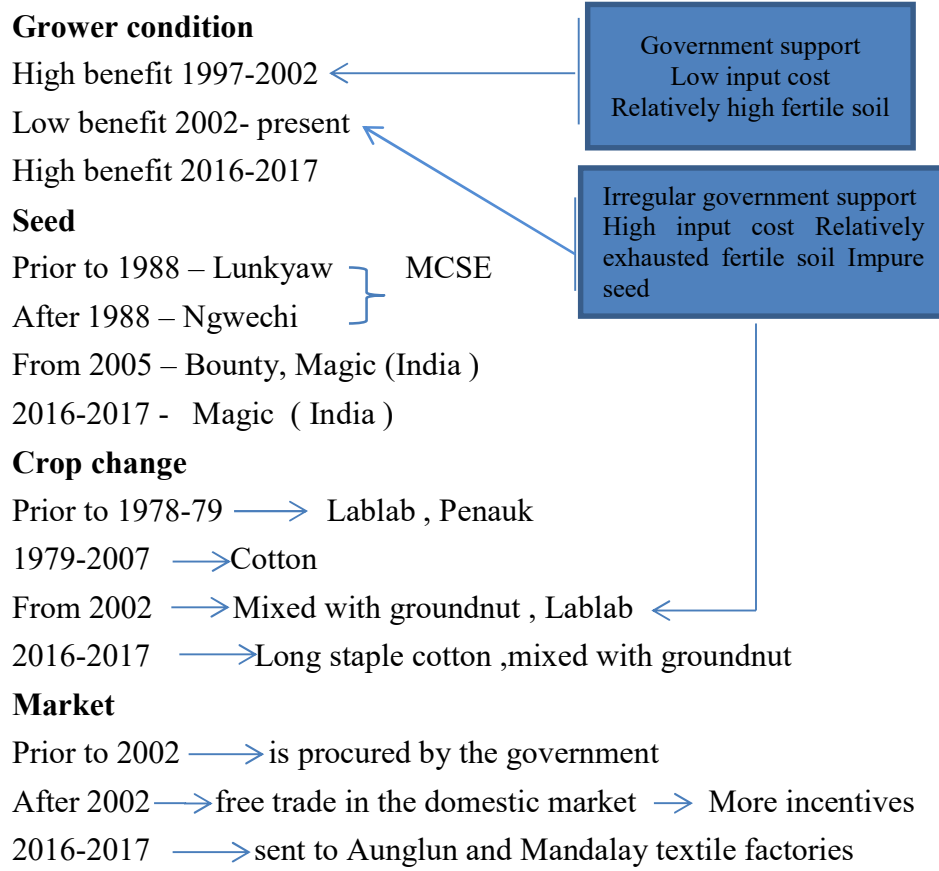 Grower condition
High benefit 1997-2002
Low benefit 2002- present
High benefit 2016-2017
Government support
Low input cost
Relatively high fertile soil
Irregular government support
High input cost Relatively
exhausted fertile soil Impure
seed
Seed
Prior to 1988 – Lunkyaw
MCSE
After 1988 – Ngwechi
From 2005 – Bounty, Magic (India )
2016-2017 - Magic ( India )
Crop change
Prior to 1978-79 → Lablab , Penauk
1979-2007 → Cotton
From 2002 → Mixed with groundnut , Lablab
2016-2017 → Long staple cotton ,mixed with groundnut
Market
Prior to 2002 → is procured by the government
After 2002 → free trade in the domestic market → More incentives
2016-2017 → sent to Aunglun and Mandalay textile factories